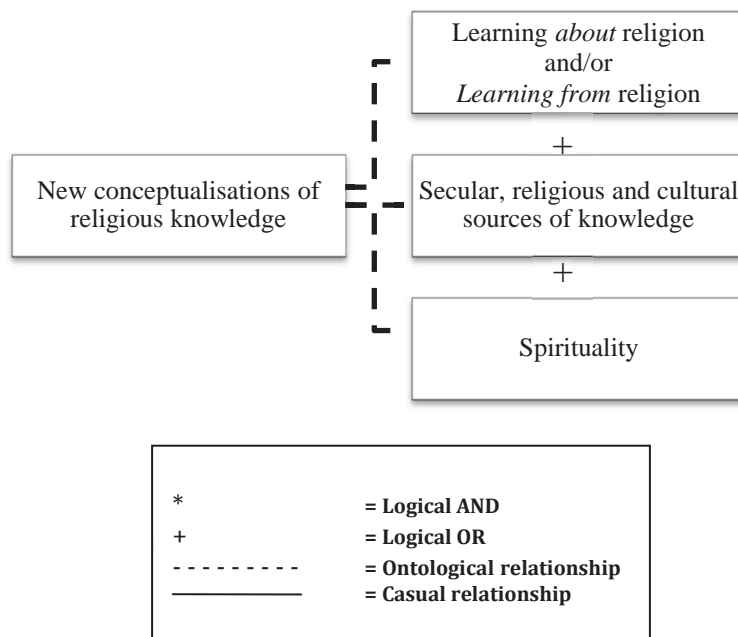 Learning about religion
and/or
Learning from religion
+
New conceptualisations of
religious knowledge
Secular, religious and cultural
sources of knowledge
+
Spirituality
* = Logical AND
+ = Logical OR
- - - - - - - - - = Ontological relationship
= Casual relationship